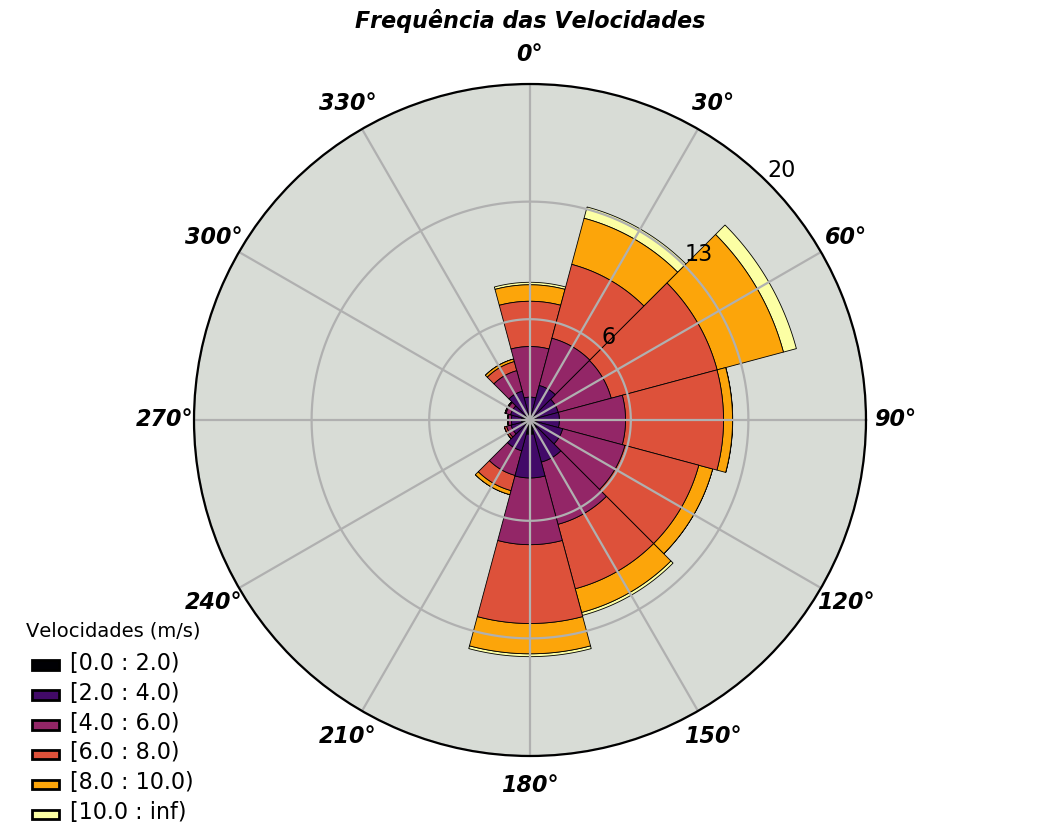 Frequência das Velocidades
0°
330°
30°
20
300°
60°
13
6
270°
90°
240°
120°
210°
150°
180°
Velocidades (m/s)
[0.0 : 2.0)
[2.0 : 4.0)
[4.0 : 6.0)
[6.0 : 8.0)
[8.0 : 10.0)
[10.0 : inf)